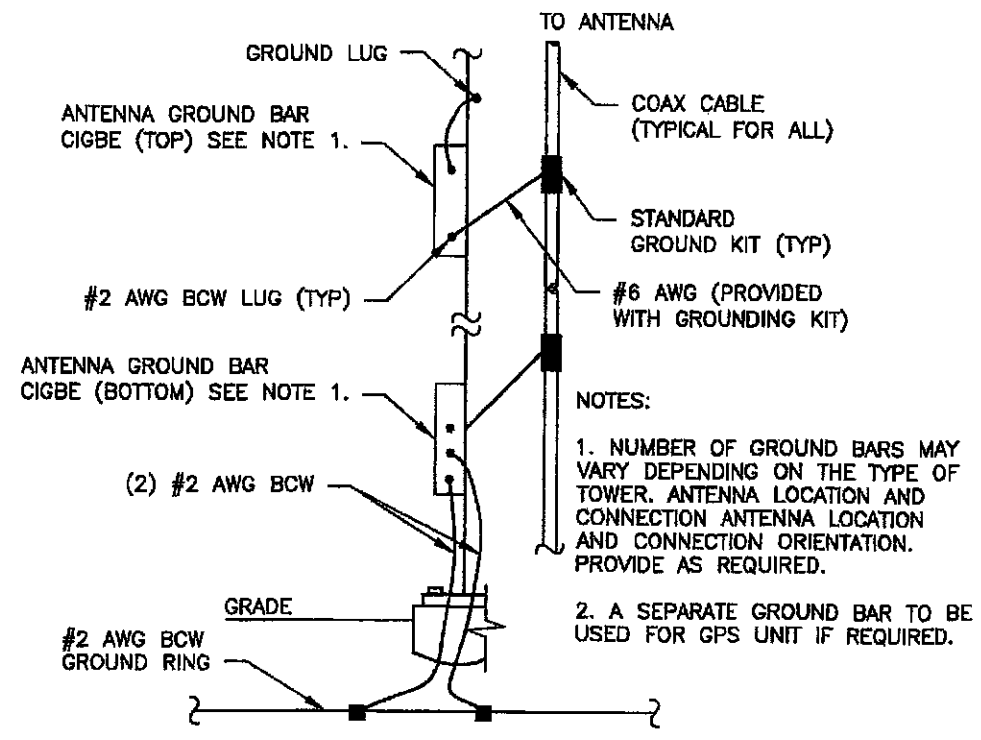 TO ANTENNA
GROUND LUG
ANTENNA GROUND BAR
CIGBE (TOP) SEE NOTE 1.
COAX CABLE
(TYPICAL FOR ALL)
STANDARD
GROUND KIT (TYP)
#2 AWG BCW LUG (TYP)
#6 AWG (PROVIDED
WITH GROUNDING KIT)
ANTENNA GROUND BAR
CIGBE (BOTTOM) SEE NOTE 1.
(2) #2 AWG BCW
GRADE
#2 AWG BCW
GROUND RING
NOTES:
1. NUMBER OF GROUND BARS MAY
VARY DEPENDING ON THE TYPE OF
TOWER. ANTENNA LOCATION AND
CONNECTION ANTENNA LOCATION
AND CONNECTION ORIENTATION.
PROVIDE AS REQUIRED.
2. A SEPARATE GROUND BAR TO BE
USED FOR GPS UNIT IF REQUIRED.